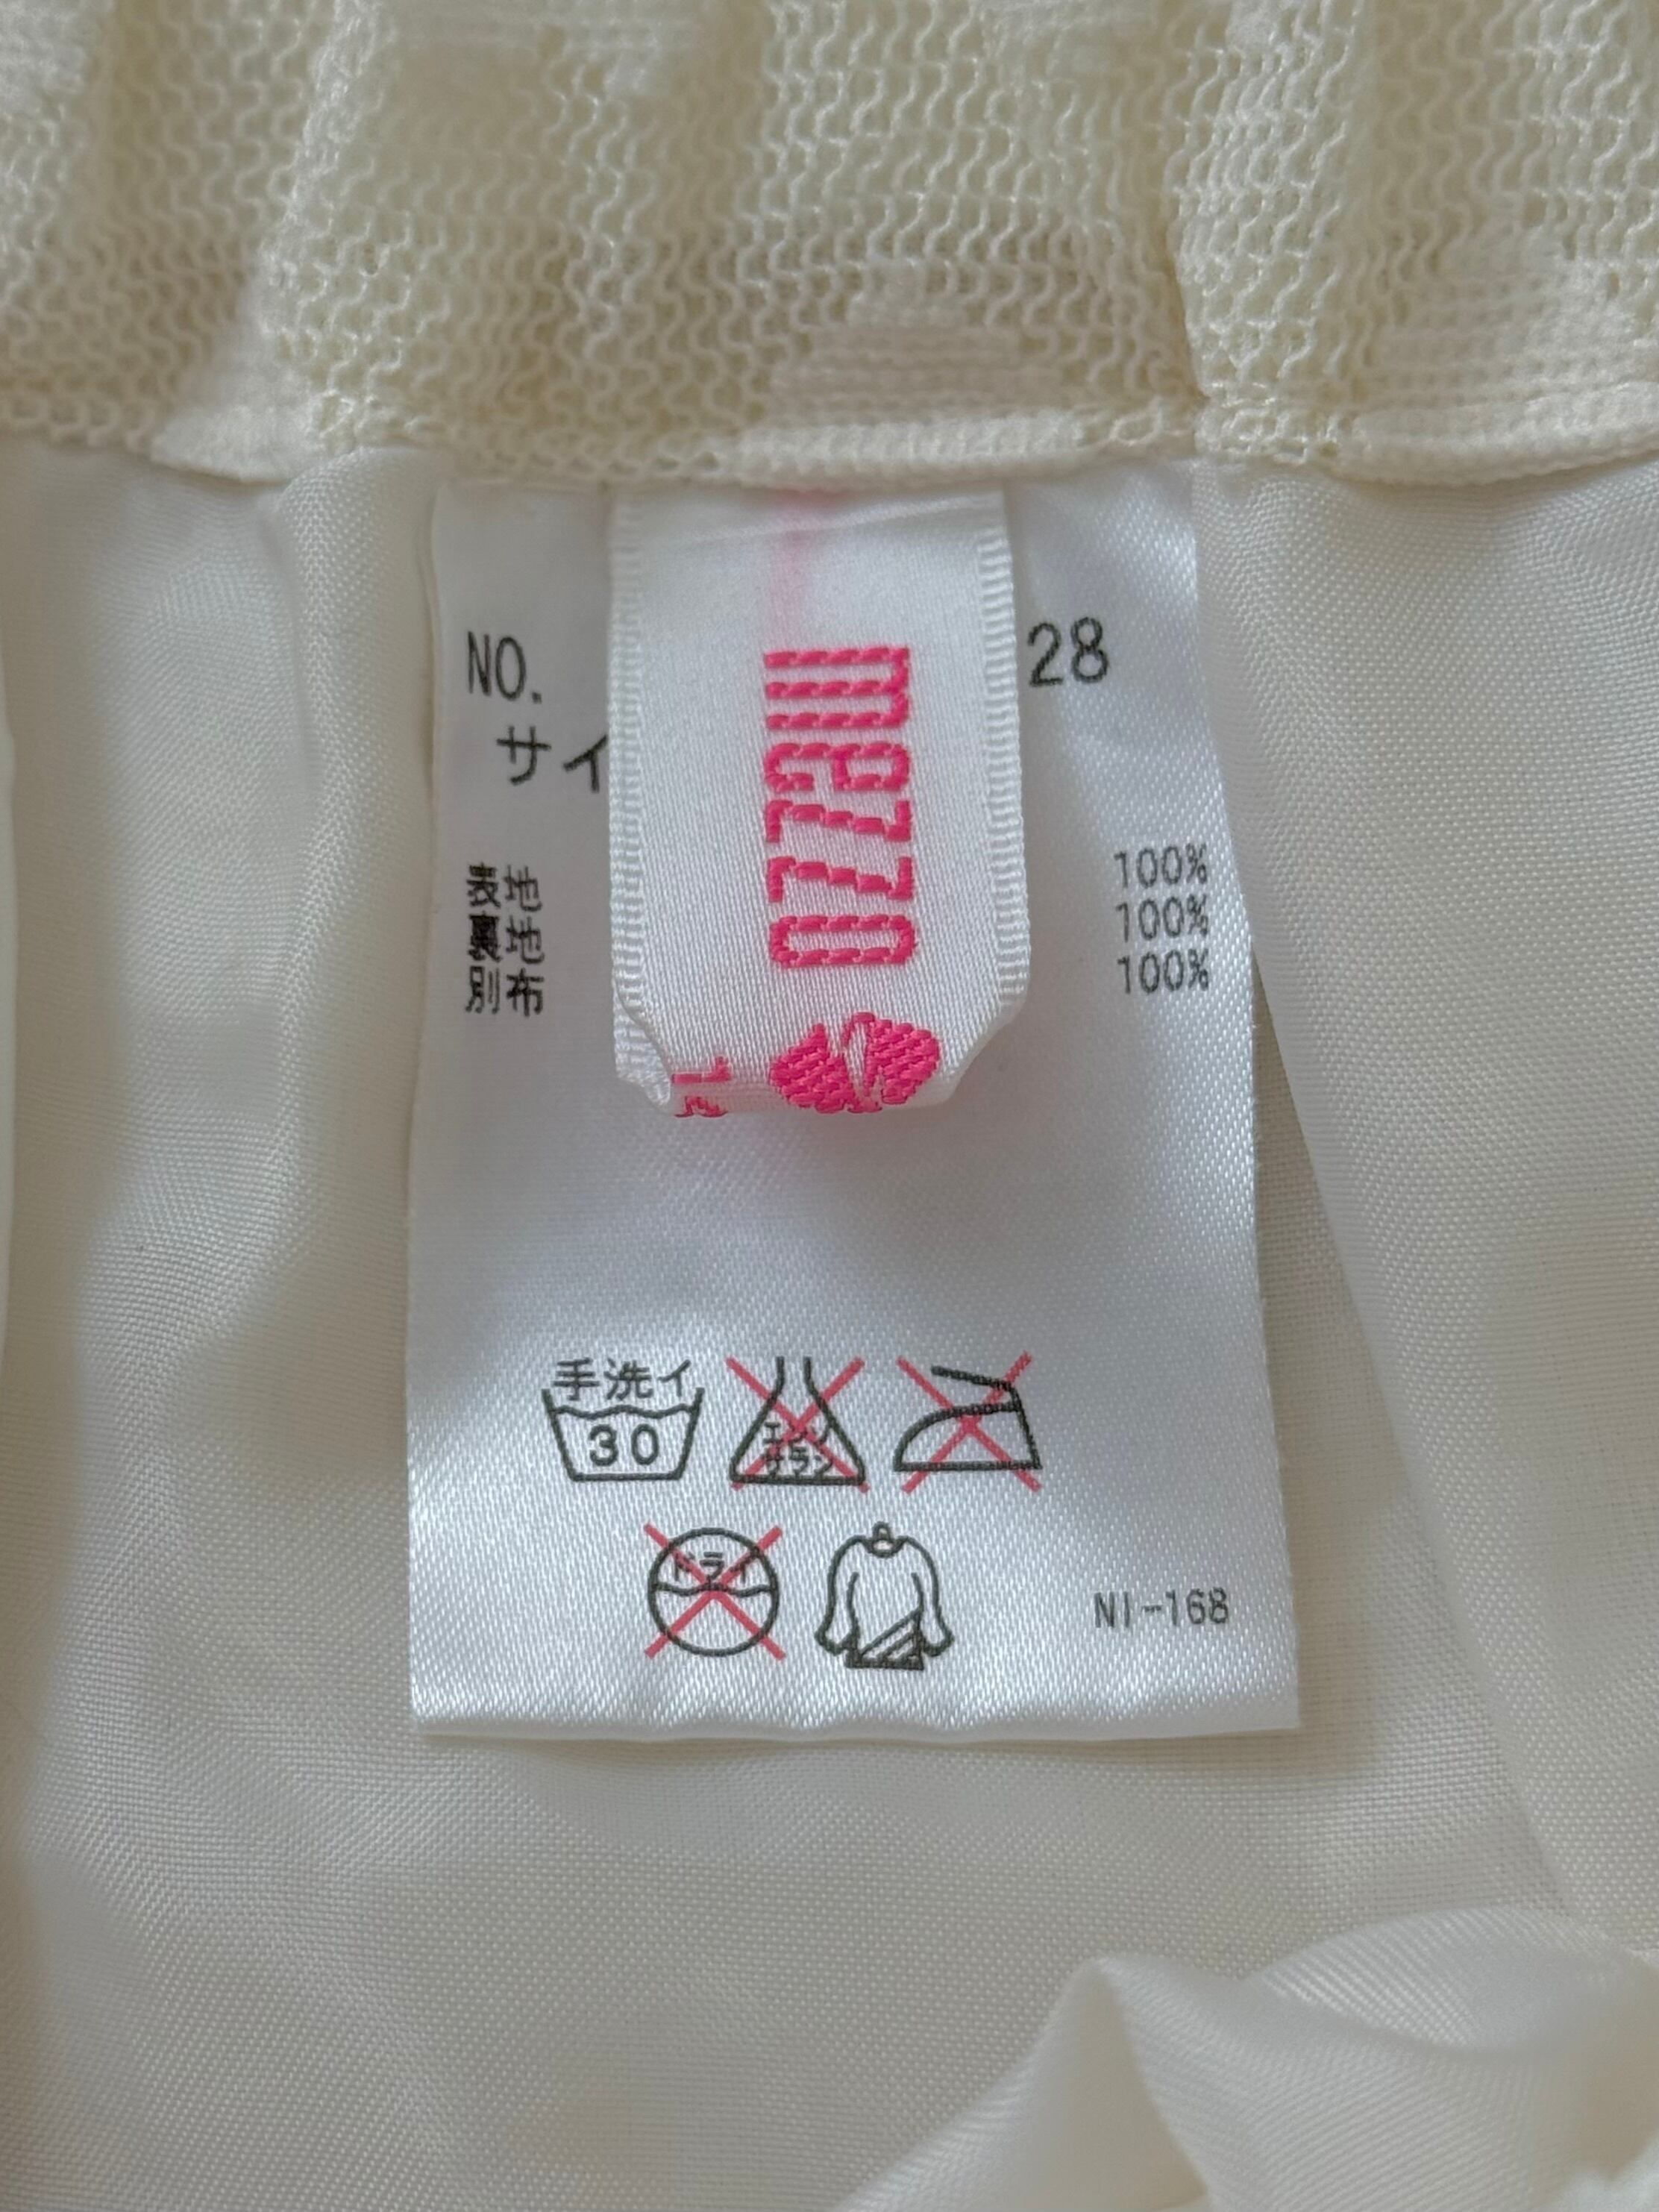 NO. 28
サイ
表地 100%
裏地 100%
別布 100%
mezzo
手洗イ
30
エンソ
サラシ
ドライ
NI-168